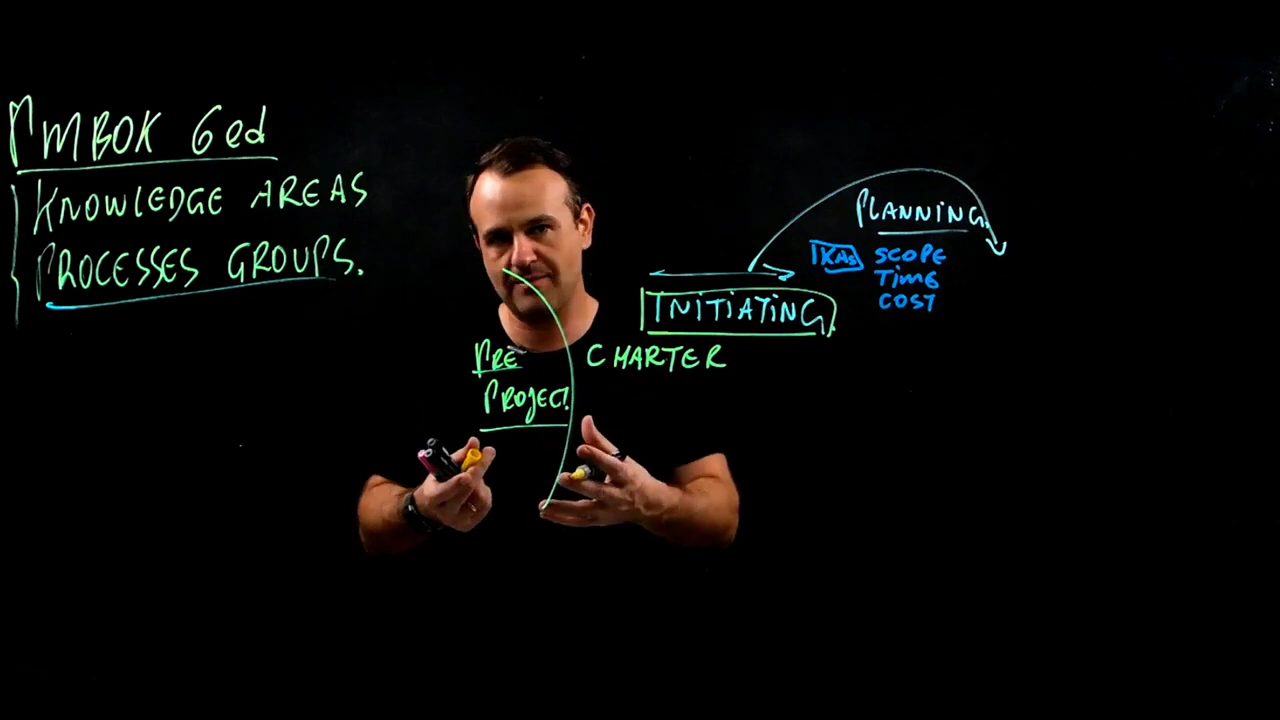 PMBOK 6ed
KNOWLEDGE AREAS
PROCESSES GROUPS.
PRE
PROJECT.
CHARTER
INITIATING
PLANNING
KAs
SCOPE
TIME
COST